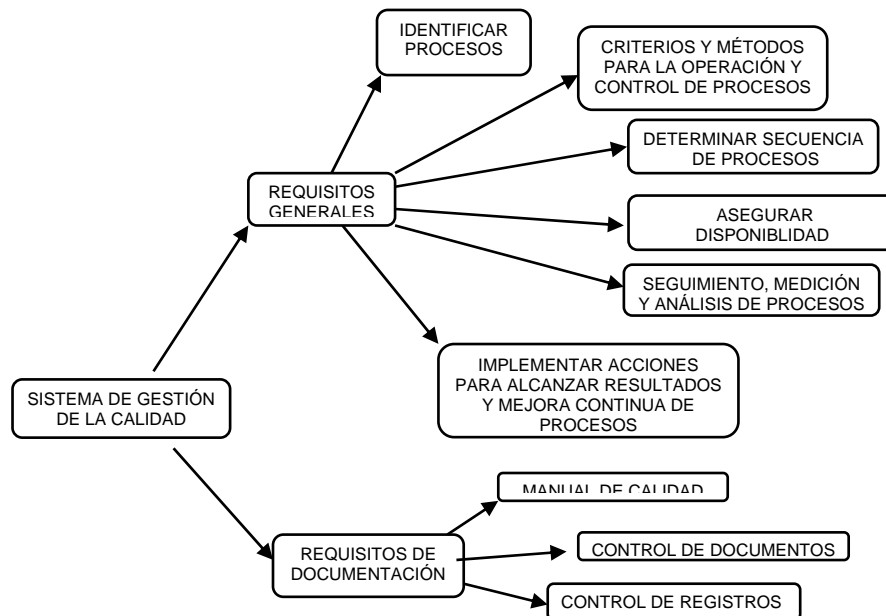 IDENTIFICAR
PROCESOS
CRITERIOS Y MÉTODOS
PARA LA OPERACIÓN Y
CONTROL DE PROCESOS
DETERMINAR SECUENCIA
DE PROCESOS
REQUISITOS
GENERALES
ASEGURAR
DISPONIBLIDAD
SEGUIMIENTO, MEDICIÓN
Y ANÁLISIS DE PROCESOS
IMPLEMENTAR ACCIONES
PARA ALCANZAR RESULTADOS
Y MEJORA CONTINUA DE
PROCESOS
SISTEMA DE GESTIÓN
DE LA CALIDAD
MANUAL DE CALIDAD
REQUISITOS DE
DOCUMENTACIÓN
CONTROL DE DOCUMENTOS
CONTROL DE REGISTROS